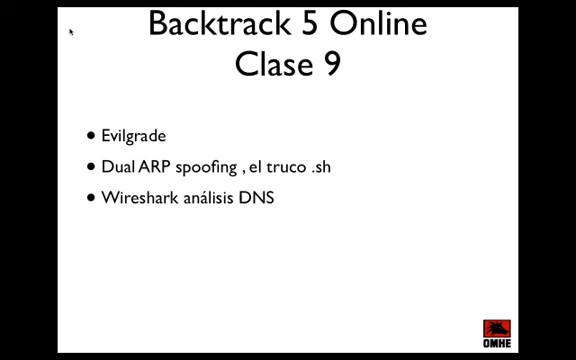 Backtrack 5 Online
Clase 9
• Evilgrade
• Dual ARP spoofing , el truco .sh
• Wireshark análisis DNS
OMHE